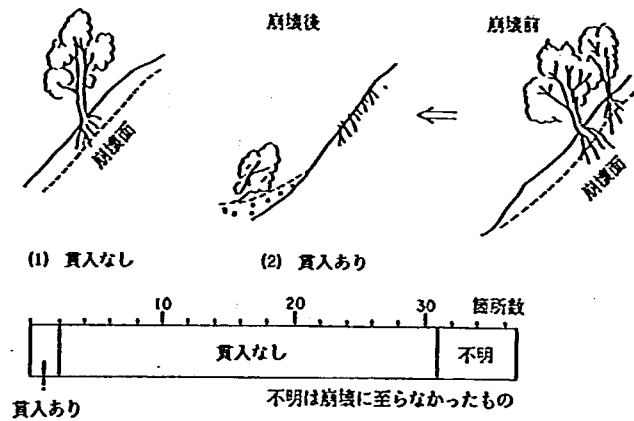 崩壊後
崩壊前
崩壊面
崩壊面
(1) 貫入なし
(2) 貫入あり
10
20
30
箇所数
貫入なし
不明
貫入あり
不明は崩壊に至らなかったもの